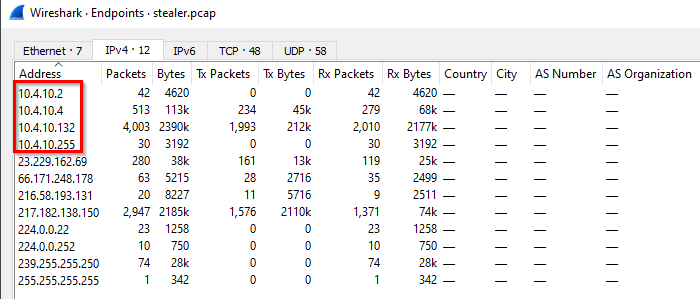 Wireshark · Endpoints · stealer.pcap
Ethernet · 7 IPv4 · 12 IPv6 TCP · 48 UDP · 58
Address Packets Bytes Tx Packets Tx Bytes Rx Packets Rx Bytes Country City AS Number AS Organization
10.4.10.2 42 4620 0 0 42 4620 — — — —
10.4.10.4 513 113k 234 45k 279 68k — — — —
10.4.10.132 4,003 2390k 1,993 212k 2,010 2177k — — — —
10.4.10.255 30 3192 0 0 30 3192 — — — —
23.229.162.69 280 38k 161 13k 119 25k — — — —
66.171.248.178 63 5215 28 2716 35 2499 — — — —
216.58.193.131 20 8227 11 5716 9 2511 — — — —
217.182.138.150 2,947 2185k 1,576 2110k 1,371 74k — — — —
224.0.0.22 23 1258 0 0 23 1258 — — — —
224.0.0.252 10 750 0 0 10 750 — — — —
239.255.255.250 74 28k 0 0 74 28k — — — —
255.255.255.255 1 342 0 0 1 342 — — — —